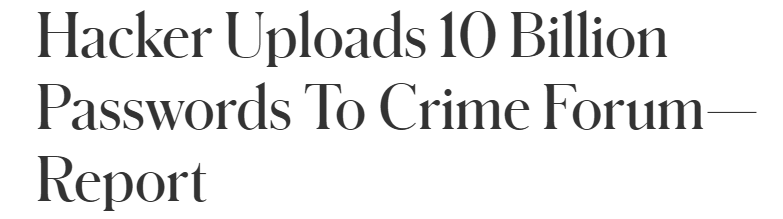 Hacker Uploads 10 Billion
Passwords To Crime Forum—
Report